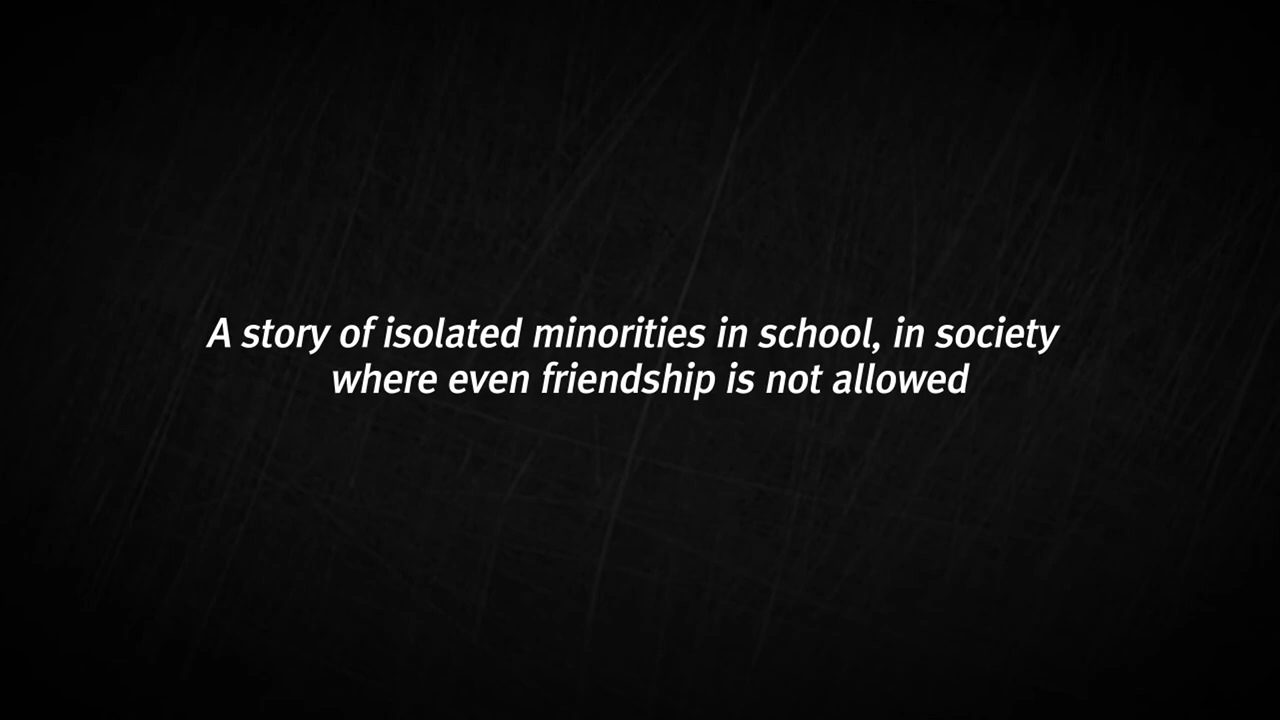 A story of isolated minorities in school, in society
where even friendship is not allowed